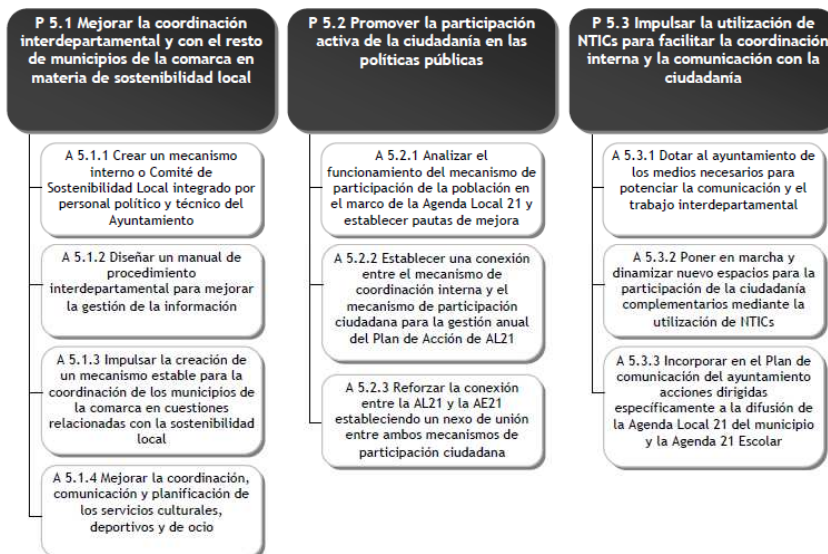 P 5.1 Mejorar la coordinación
interdepartamental y con el resto
de municipios de la comarca en
materia de sostenibilidad local
A 5.1.1 Crear un mecanismo
interno o Comité de
Sostenibilidad Local integrado por
personal político y técnico del
Ayuntamiento
A 5.1.2 Diseñar un manual de
procedimiento
interdepartamental para mejorar
la gestión de la información
A 5.1.3 Impulsar la creación de
un mecanismo estable para la
coordinación de los municipios de
la comarca en cuestiones
relacionadas con la sostenibilidad
local
A 5.1.4 Mejorar la coordinación,
comunicación y planificación de
los servicios culturales,
deportivos y de ocio
P 5.2 Promover la participación
activa de la ciudadanía en las
políticas públicas
A 5.2.1 Analizar el
funcionamiento del mecanismo de
participación de la población en
el marco de la Agenda Local 21 y
establecer pautas de mejora
A 5.2.2 Establecer una conexión
entre el mecanismo de
coordinación interna y el
mecanismo de participación
ciudadana para la gestión anual
del Plan de Acción de AL21
A 5.2.3 Reforzar la conexión
entre la AL21 y la AE21
estableciendo un nexo de unión
entre ambos mecanismos de
participación ciudadana
P 5.3 Impulsar la utilización de
NTICs para facilitar la coordinación
interna y la comunicación con la
ciudadanía
A 5.3.1 Dotar al ayuntamiento de
los medios necesarios para
potenciar la comunicación y el
trabajo interdepartamental
A 5.3.2 Poner en marcha y
dinamizar nuevo espacios para la
participación de la ciudadanía
complementarios mediante la
utilización de NTICs
A 5.3.3 Incorporar en el Plan de
comunicación del ayuntamiento
acciones dirigidas
específicamente a la difusión de
la Agenda Local 21 del municipio
y la Agenda 21 Escolar